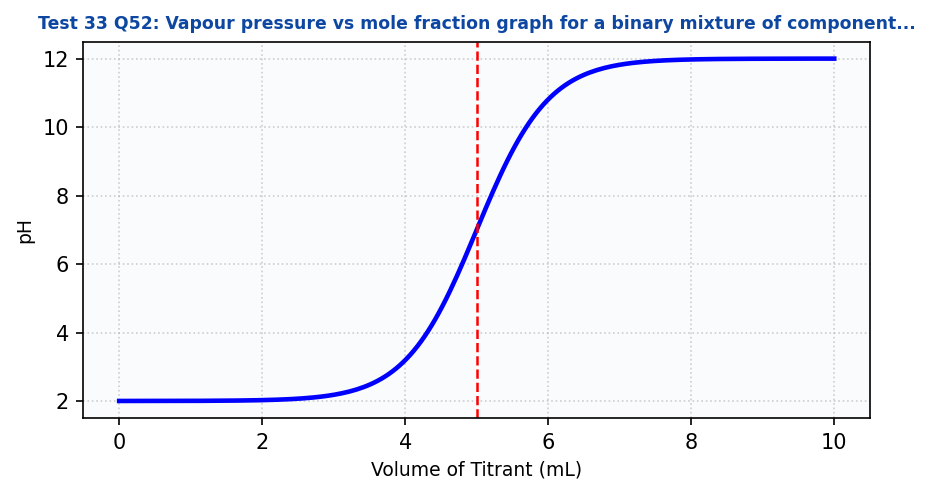 Test 33 Q52: Vapour pressure vs mole fraction graph for a binary mixture of component...
12
10
8
6
4
2
pH
0 2 4 6 8 10
Volume of Titrant (mL)